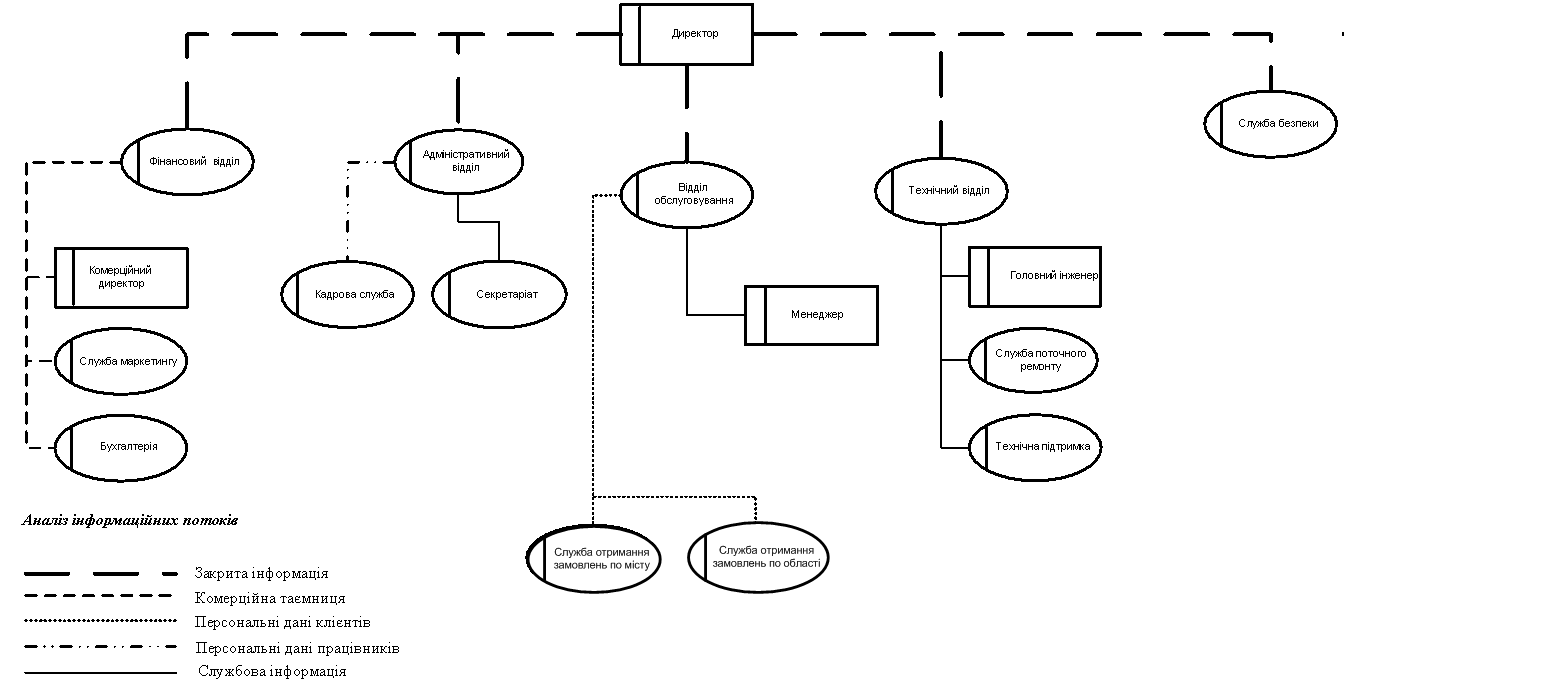 Директор
Служба безпеки
Фінансовий відділ
Адміністративний
відділ
Відділ
обслуговування
Технічний відділ
Комерційний
директор
Кадрова служба
Секретаріат
Менеджер
Головний інженер
Служба маркетингу
Служба поточного
ремонту
Бухгалтерія
Технічна підтримка
Служба отримання
замовлень по місту
Служба отримання
замовлень по області
Аналіз інформаційних потоків
Закрита інформація
Комерційна таємниця
Персональні дані клієнтів
Персональні дані працівників
Службова інформація